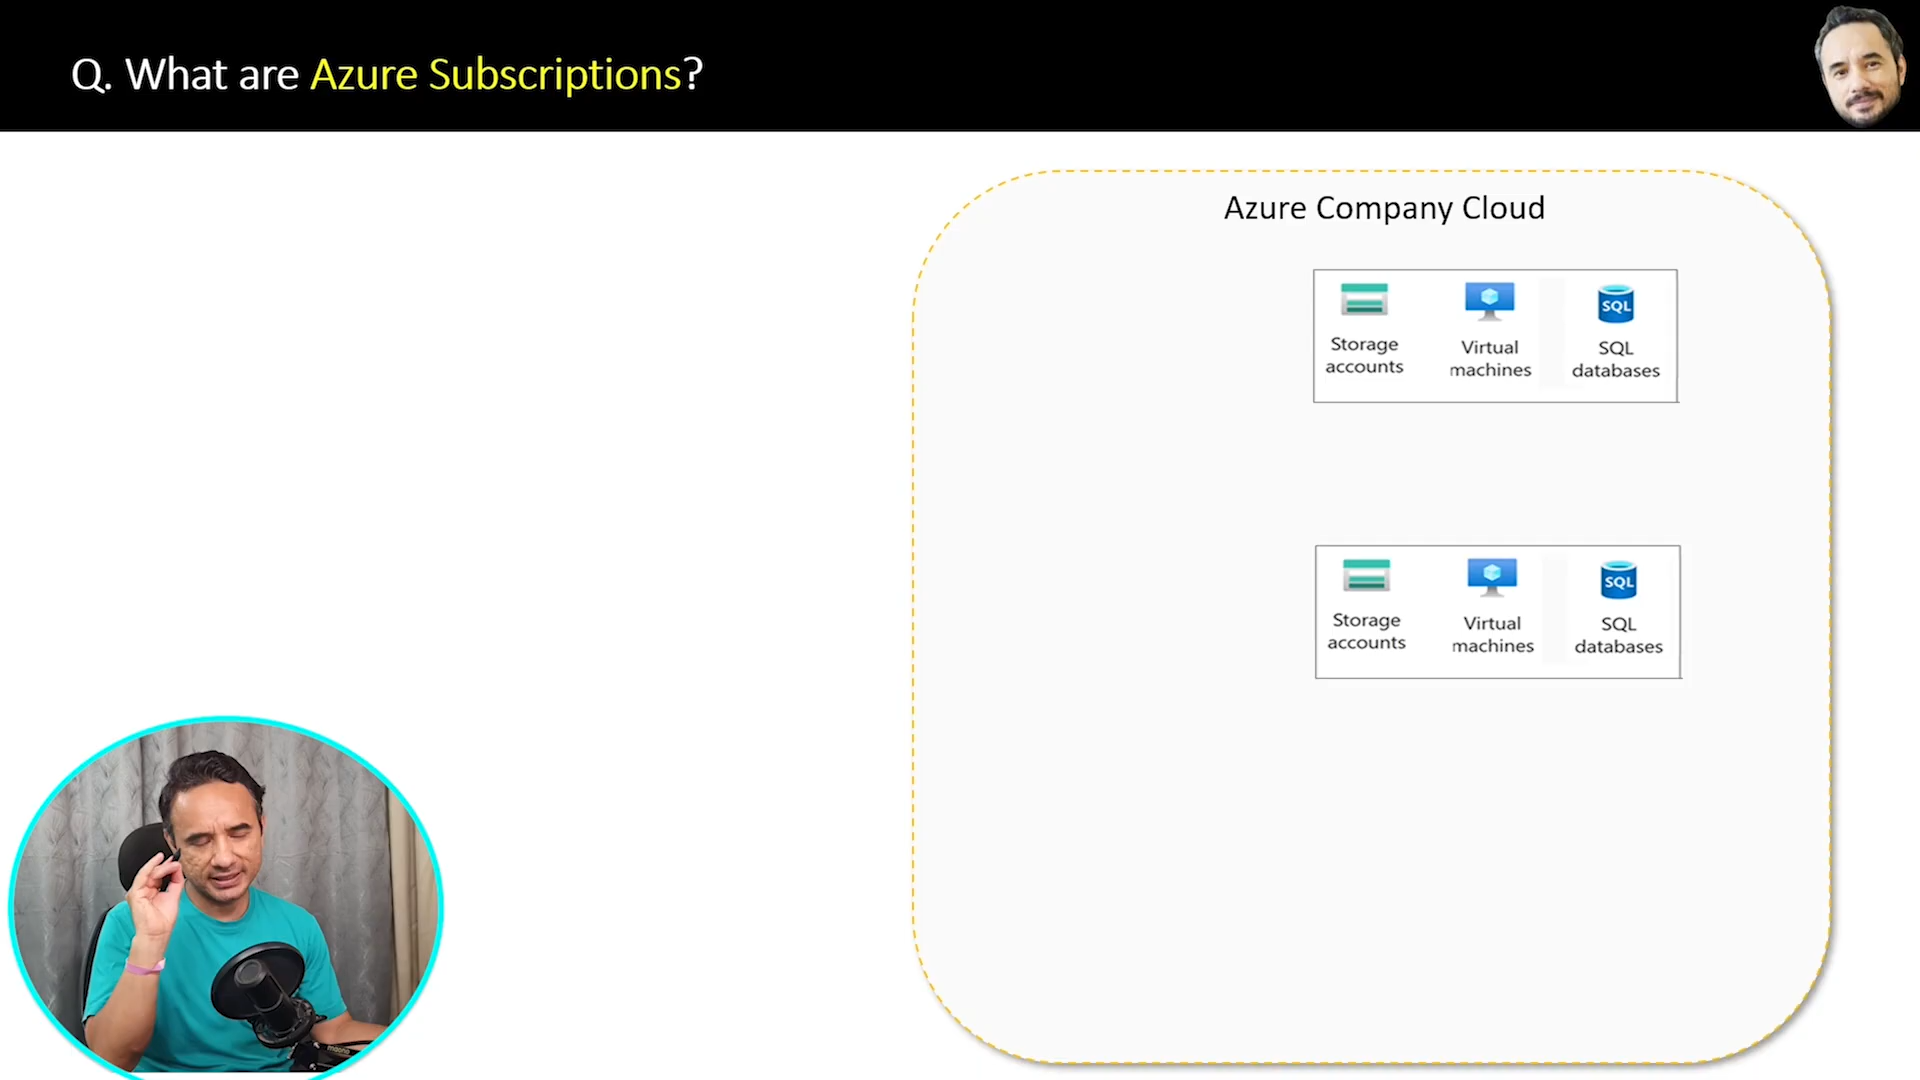 Q. What are Azure Subscriptions?
Azure Company Cloud
Storage accounts
Virtual machines
SQL
SQL databases
Storage accounts
Virtual machines
SQL
SQL databases
maono